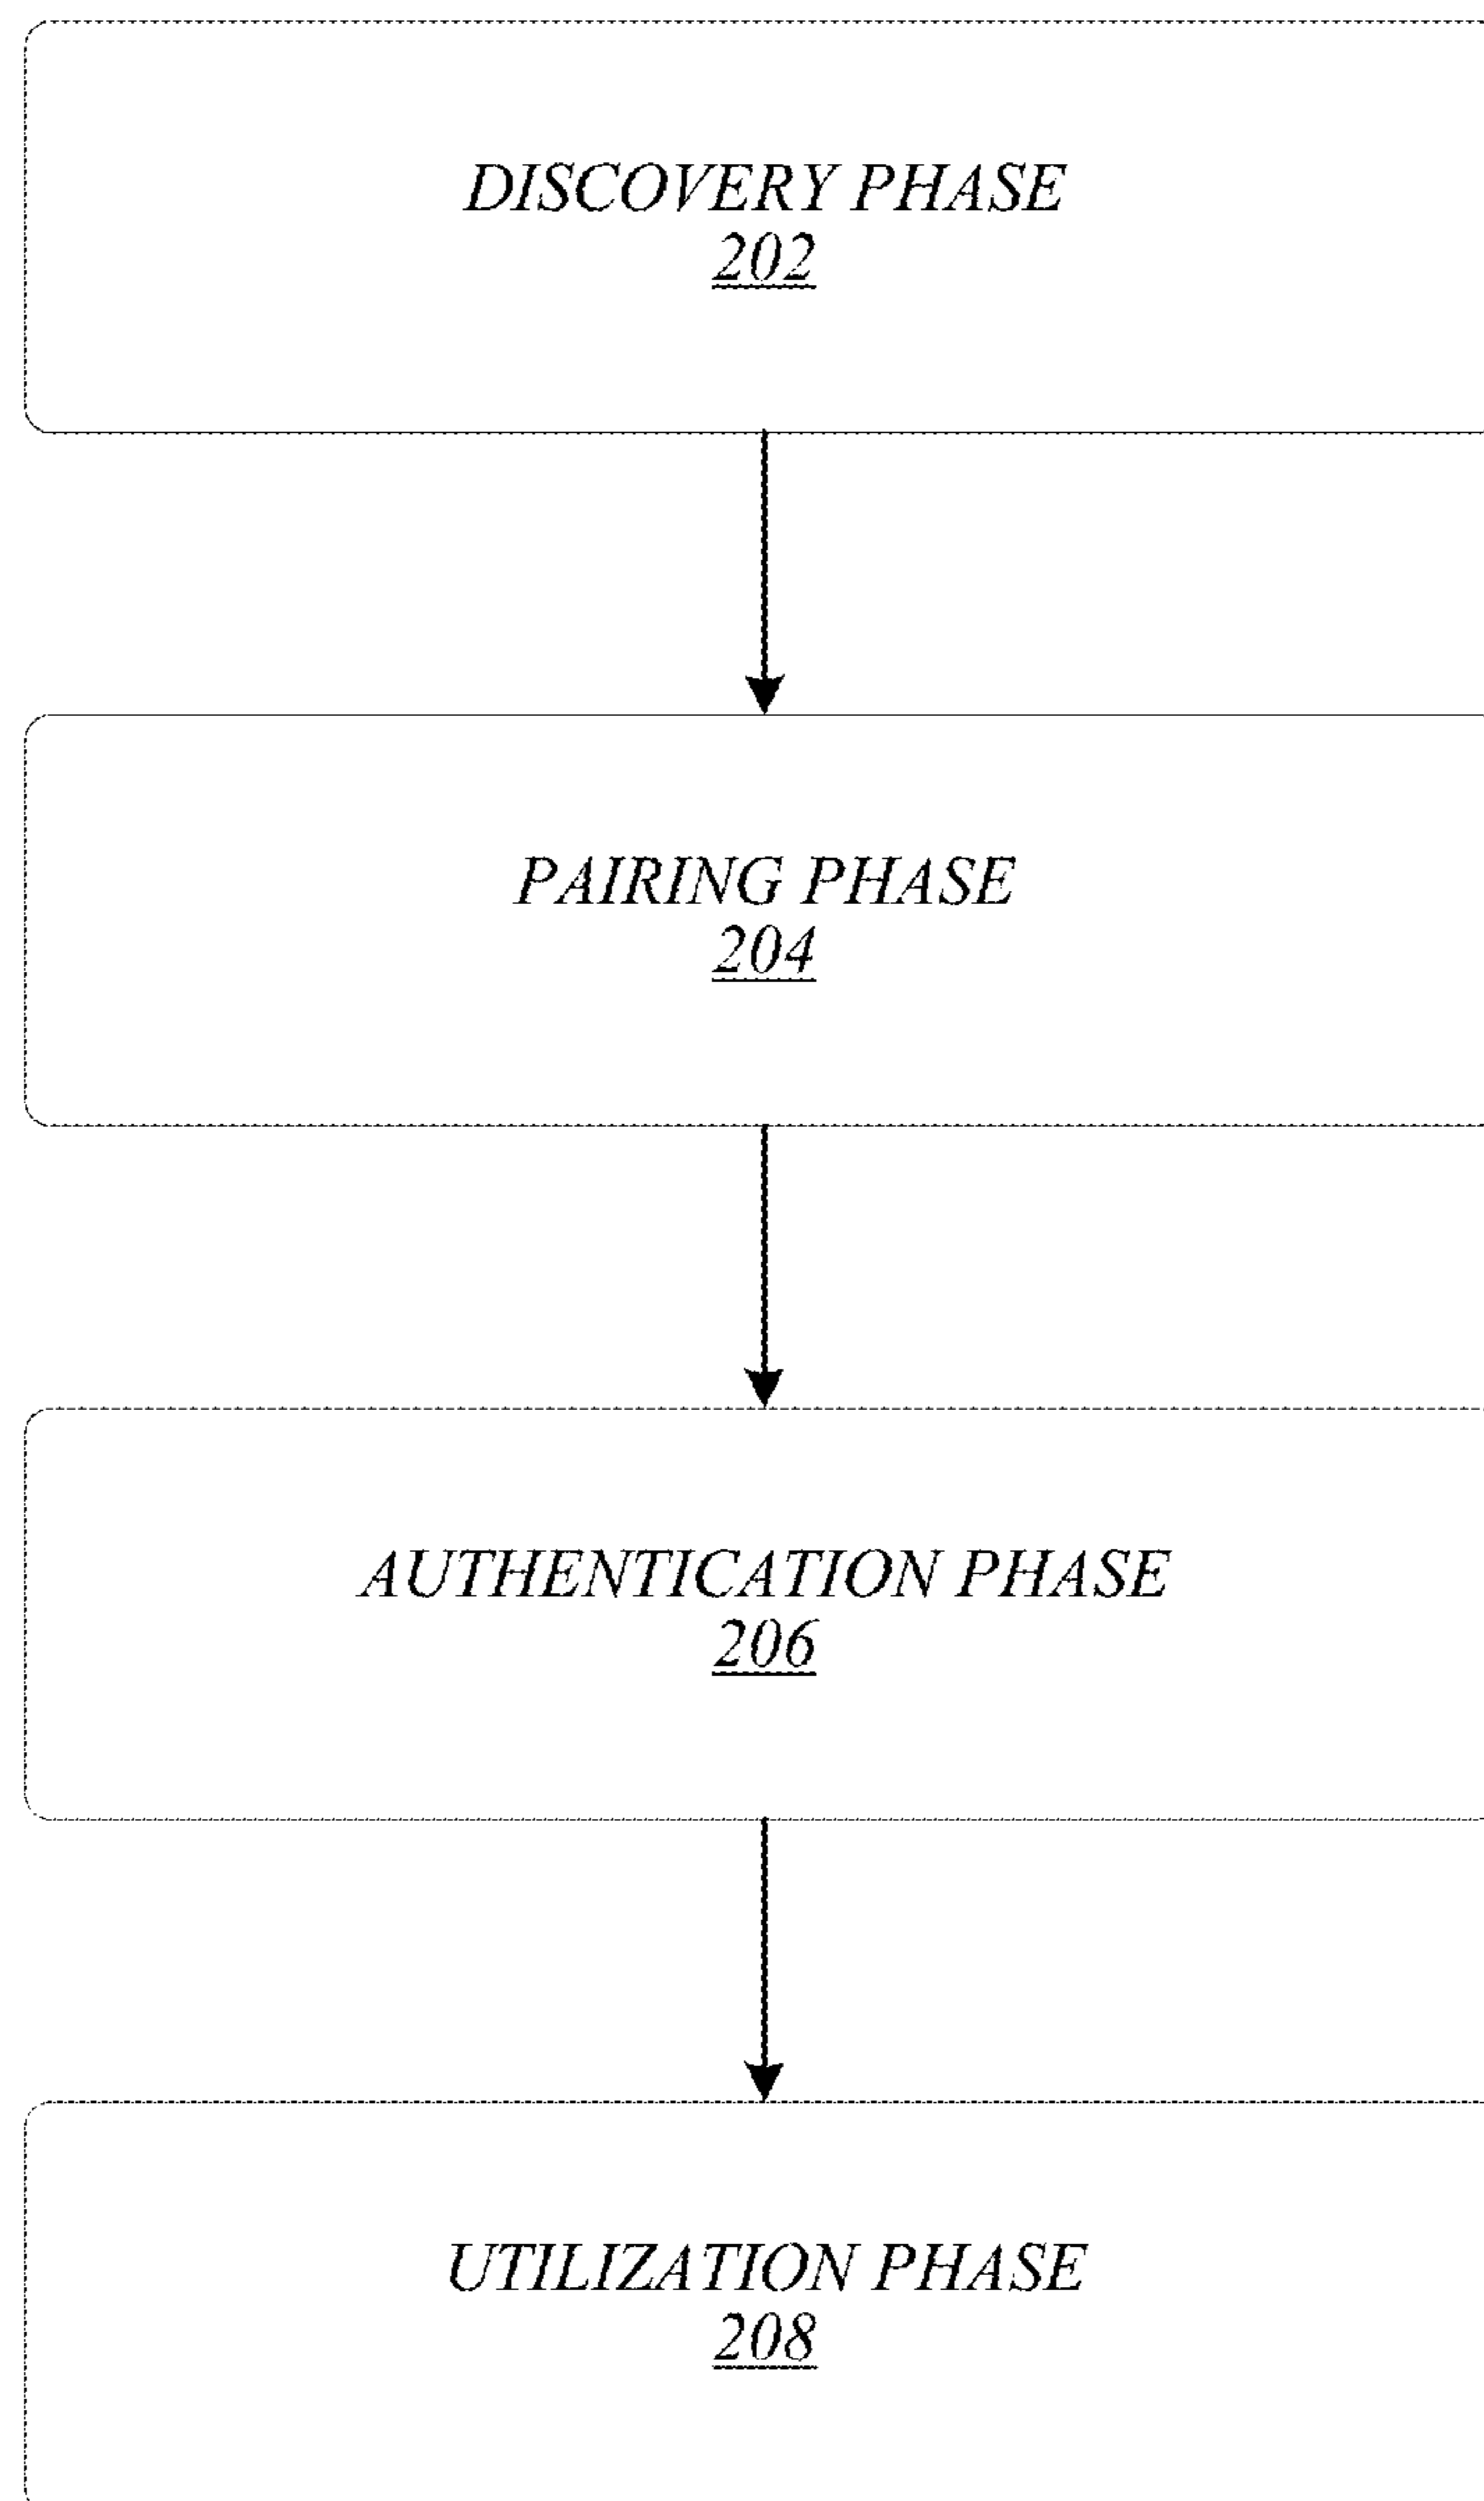 DISCOVERY PHASE
202
PAIRING PHASE
204
AUTHENTICATION PHASE
206
UTILIZATION PHASE
208